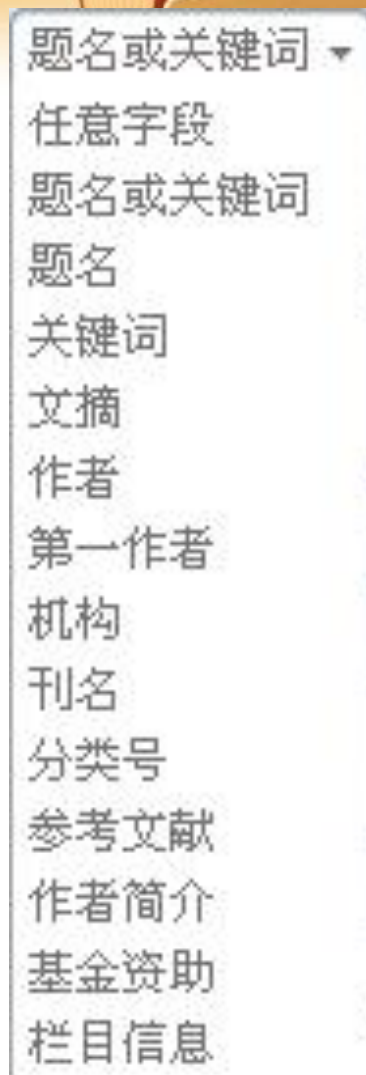 题名或关键词
任意字段
题名或关键词
题名
关键词
文摘
作者
第一作者
机构
刊名
分类号
参考文献
作者简介
基金资助
栏目信息